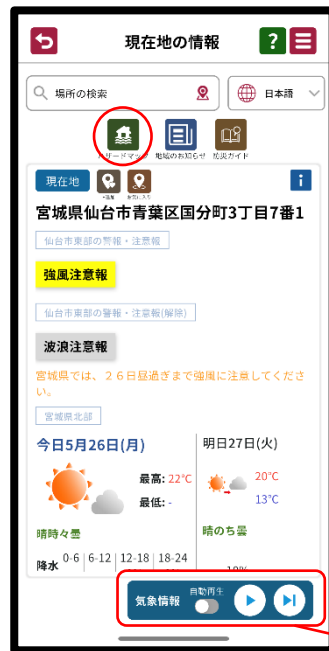 現在地の情報
?
場所の検索
日本語
ハザードマップ 地域のお知らせ 防災ガイド
現在地
お気に入り
i
宮城県仙台市青葉区国分町3丁目7番1
仙台市東部の警報・注意報
強風注意報
仙台市東部の警報・注意報(解除)
波浪注意報
宮城県では、26日昼過ぎまで強風に注意してくださ
い。
宮城県北部
今日5月26日(月)
明日27日(火)
最高: 22℃
20℃
最低: -
13℃
晴時々曇
晴のち曇
降水 0-6 6-12 12-18 18-24
気象情報 自動再生